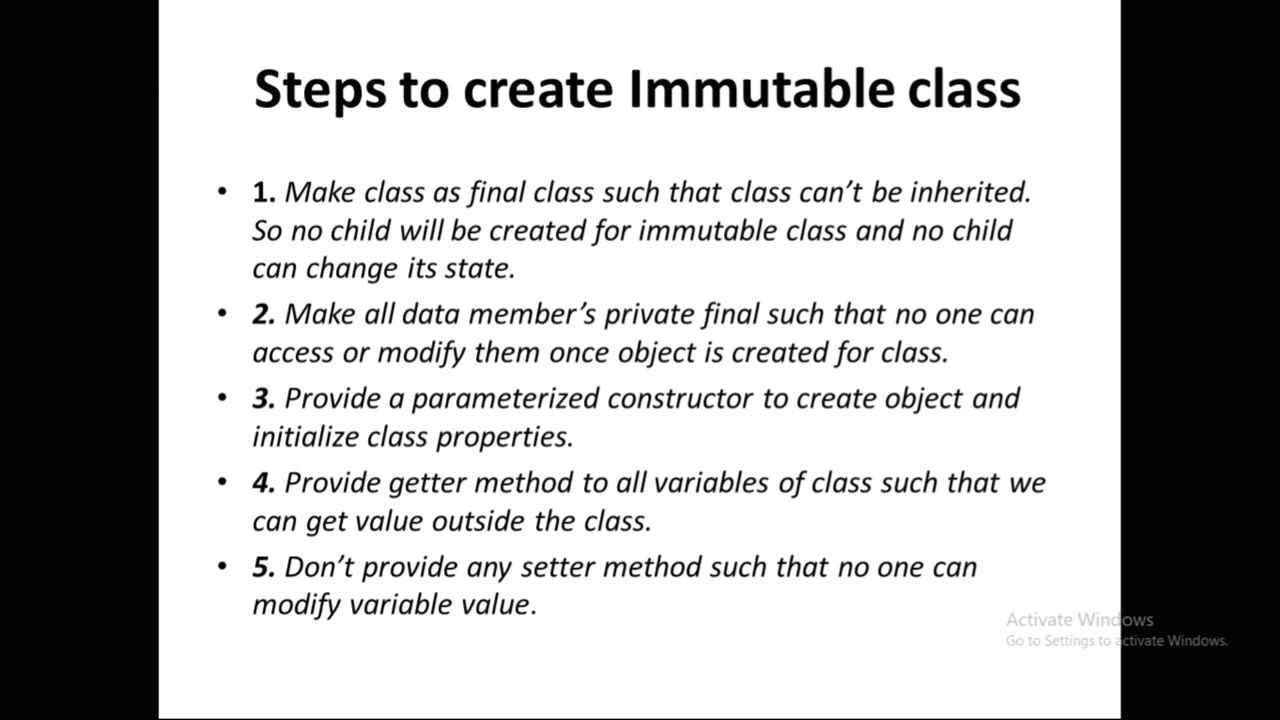 Steps to create Immutable class
• 1. Make class as final class such that class can’t be inherited.
So no child will be created for immutable class and no child
can change its state.
• 2. Make all data member’s private final such that no one can
access or modify them once object is created for class.
• 3. Provide a parameterized constructor to create object and
initialize class properties.
• 4. Provide getter method to all variables of class such that we
can get value outside the class.
• 5. Don’t provide any setter method such that no one can
modify variable value.
Activate Windows
Go to Settings to activate Windows.